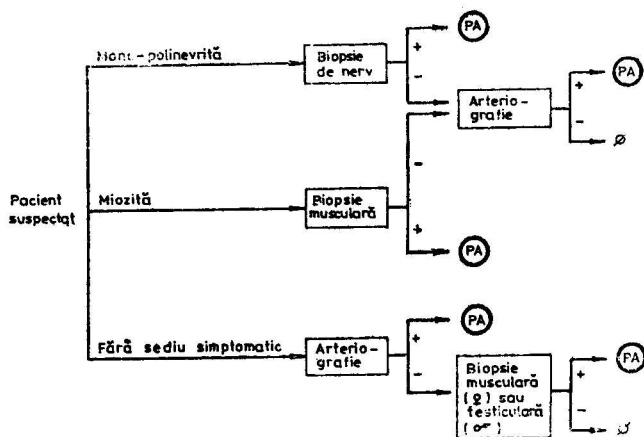 Mono-polinevrită
Biopsie
de nerv
+
-
PA
Arterio-
grafie
+
-
PA
ø
Pacient
suspectat
Miozită
Biopsie
musculară
-
+
PA
Fără sediu simptomatic
Arterio-
grafie
+
-
PA
Biopsie
musculară
(♀) sau
testiculară
(♂)
+
-
PA
ø